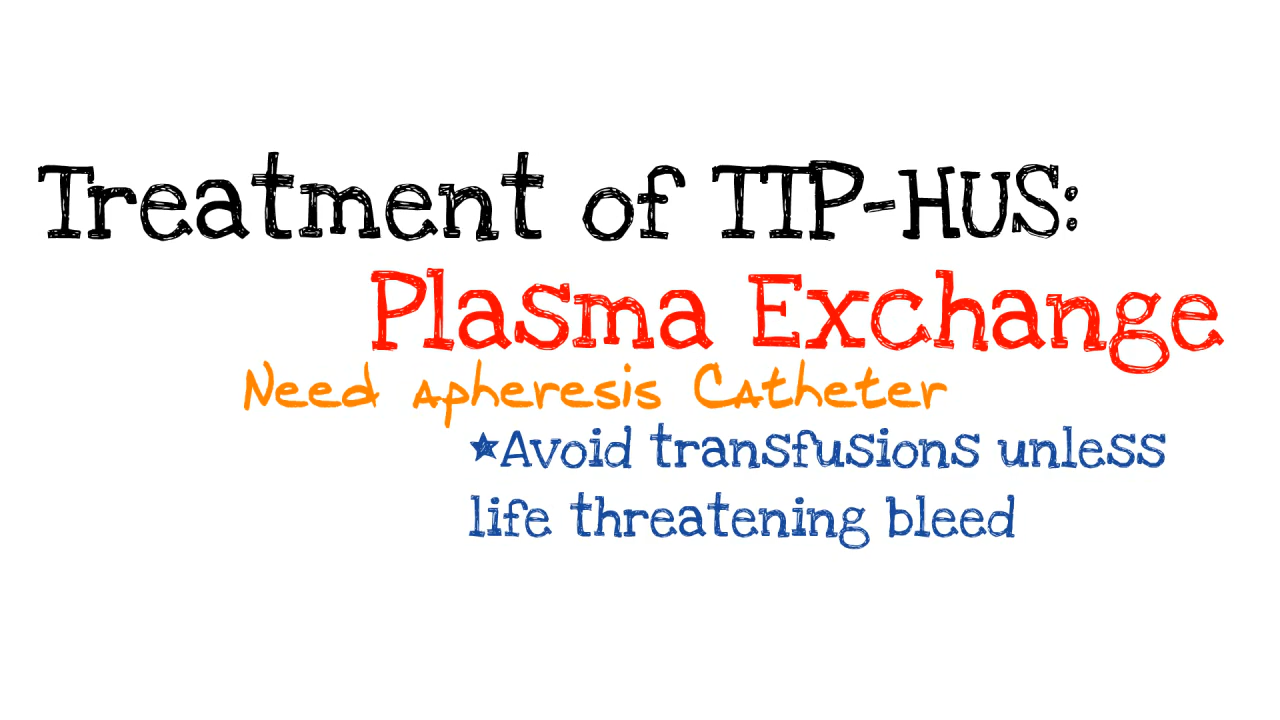 Treatment of TTP-HUS:
Plasma Exchange
Need apheresis Catheter
★Avoid transfusions unless
life threatening bleed